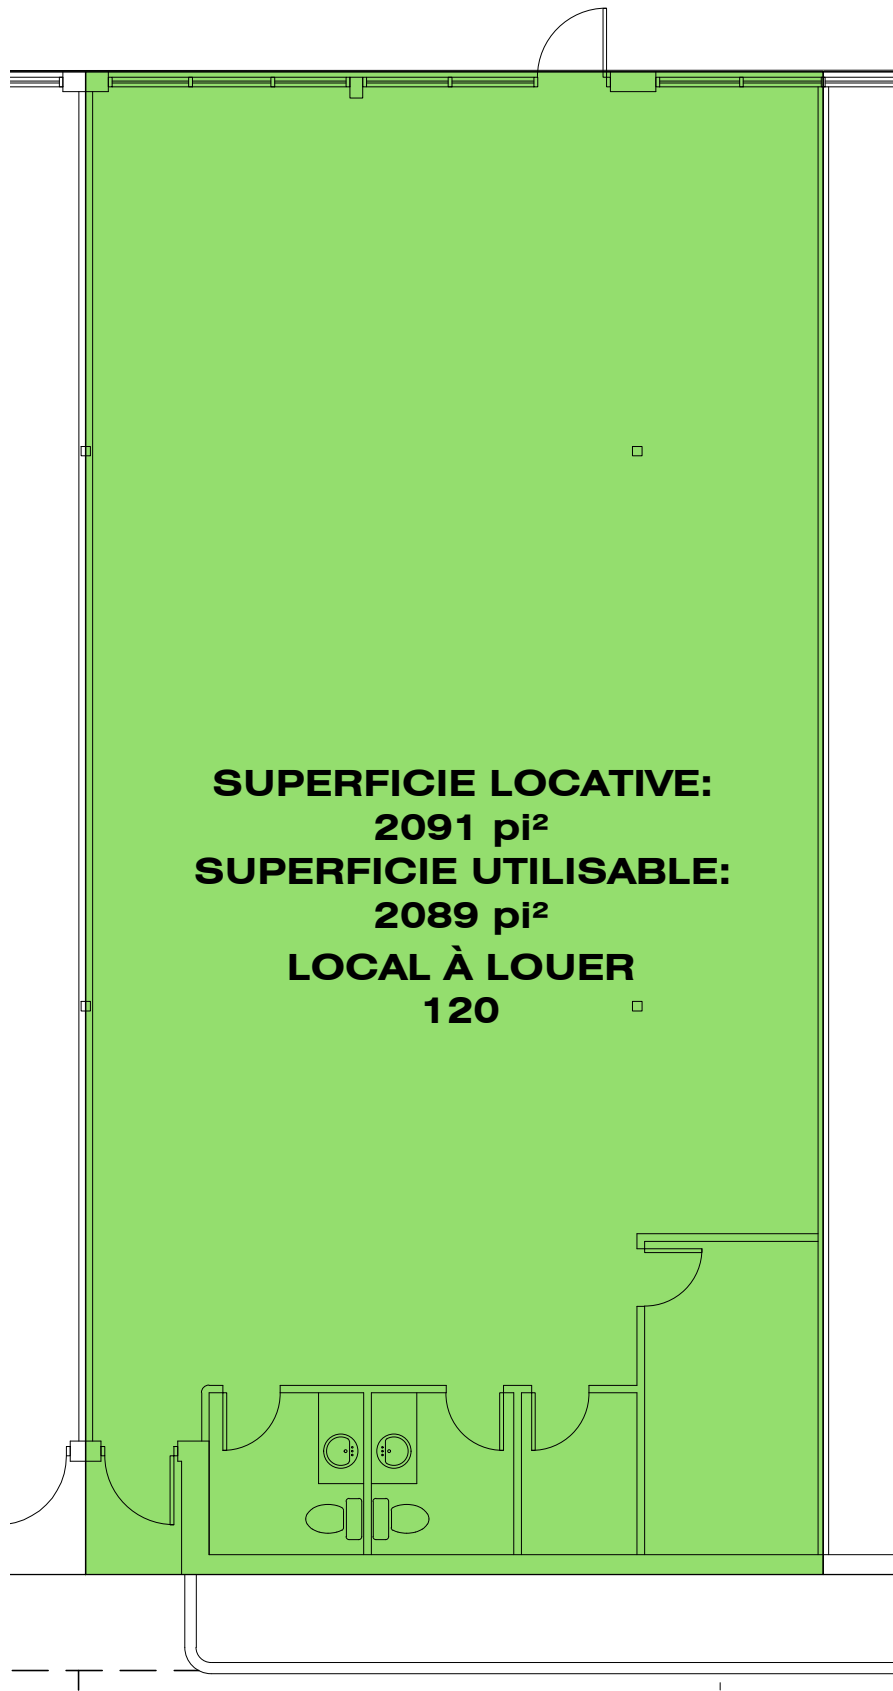 SUPERFICIE LOCATIVE:
2091 pi²
SUPERFICIE UTILISABLE:
2089 pi²
LOCAL À LOUER
120